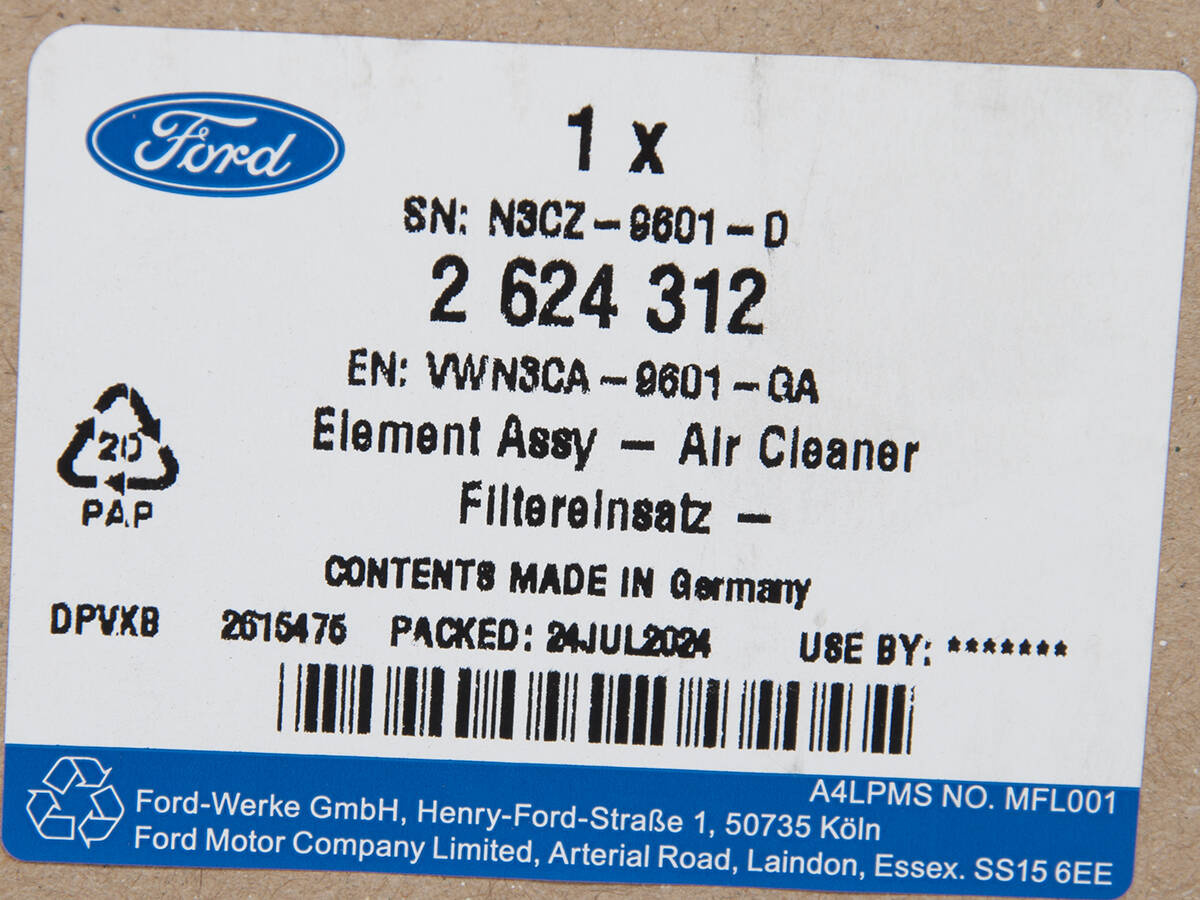 Ford
1 x
SN: N3CZ-9601-D
2 624 312
EN: VWN3CA-9601-GA
Element Assy - Air Cleaner
Filtereinsatz -
20
PAP
CONTENTS MADE IN Germany
DPVXB 2615475 PACKED: 24JUL2024 USE BY: *******
A4LPMS NO. MFL001
Ford-Werke GmbH, Henry-Ford-Straße 1, 50735 Köln
Ford Motor Company Limited, Arterial Road, Laindon, Essex. SS15 6EE